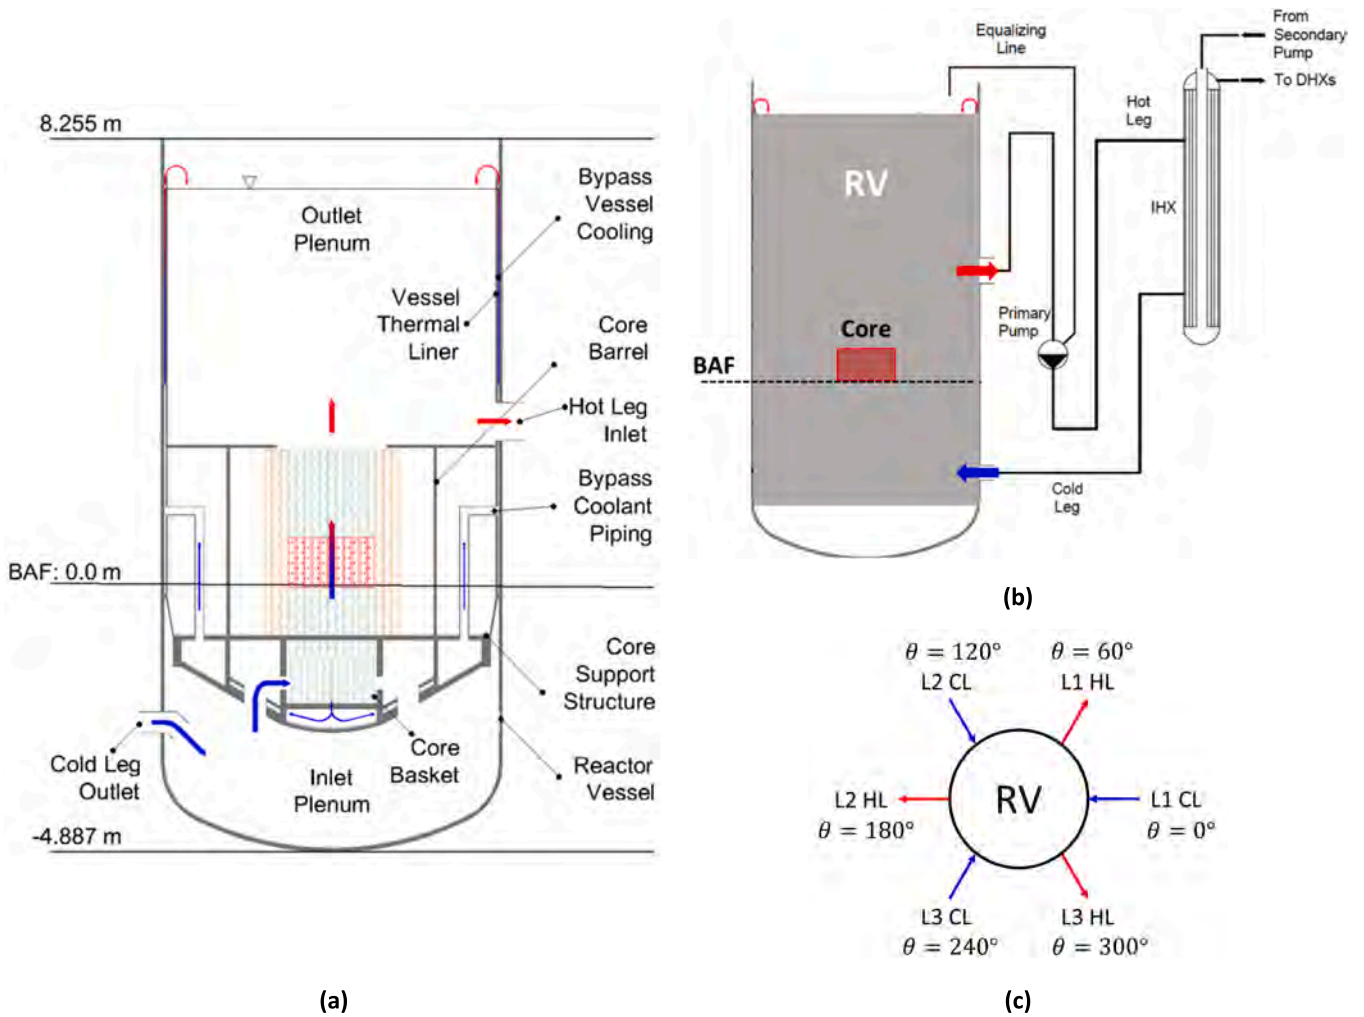 8.255 m
Outlet
Plenum
Bypass
Vessel
Cooling
Vessel
Thermal
Liner
Core
Barrel
Hot Leg
Inlet
Bypass
Coolant
Piping
BAF: 0.0 m
Core
Support
Structure
Cold Leg
Outlet
Core
Basket
Inlet
Plenum
Reactor
Vessel
-4.887 m
(a)
Equalizing
Line
From
Secondary
Pump
To DHXs
Hot
Leg
RV
IHX
Primary
Pump
Core
BAF
Cold
Leg
(b)
θ = 120°
L2 CL
θ = 60°
L1 HL
L2 HL
θ = 180°
RV
L1 CL
θ = 0°
L3 CL
θ = 240°
L3 HL
θ = 300°
(c)